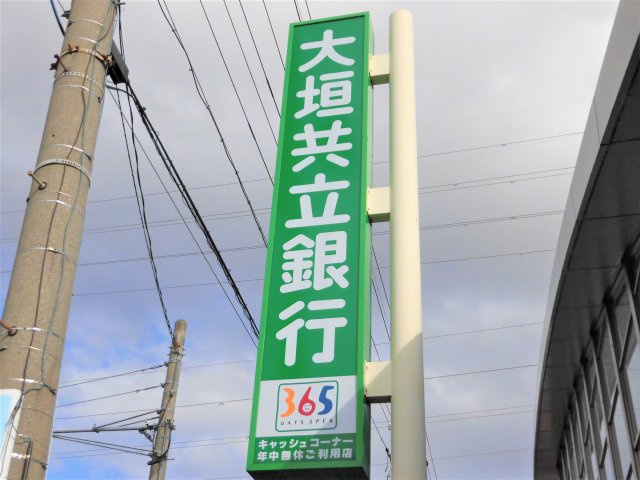 大垣共立銀行
365
DAYS OPEN
キャッシュコーナー
年中無休ご利用店